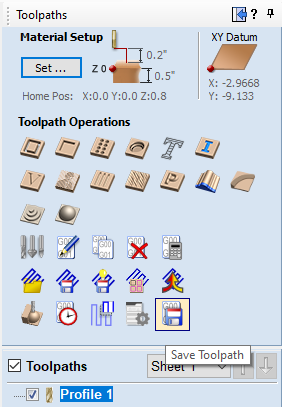 Toolpaths
Material Setup
XY Datum
Set ...
Z 0
0.2"
0.5"
X: -2.9668
Y: -9.133
Home Pos: X:0.0 Y:0.0 Z:0.8
Toolpath Operations
Save Toolpath
Toolpaths
Sheet 1
Profile 1